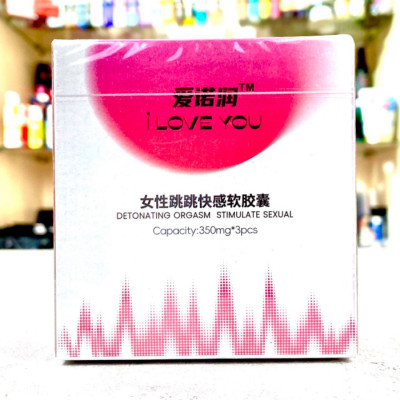 爱诺润™
i LOVE YOU
女性跳跳快感软胶囊
DETONATING ORGASM STIMULATE SEXUAL
Capacity:350mg*3pcs